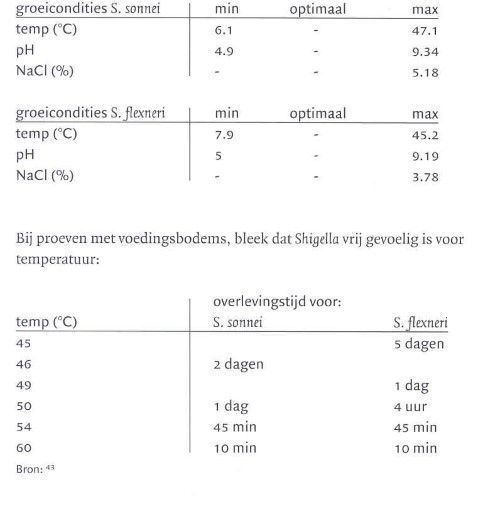 groeicondities S. sonnei min optimaal max
temp (°C) 6.1 - 47.1
pH 4.9 - 9.34
NaCl (%) - - 5.18
groeicondities S. flexneri min optimaal max
temp (°C) 7.9 - 45.2
pH 5 - 9.19
NaCl (%) - - 3.78
Bij proeven met voedingsbodems, bleek dat Shigella vrij gevoelig is voor
temperatuur:
overlevingstijd voor:
temp (°C) S. sonnei S. flexneri
45 5 dagen
46 2 dagen
49 1 dag
50 1 dag 4 uur
54 45 min 45 min
60 10 min 10 min
Bron: 43